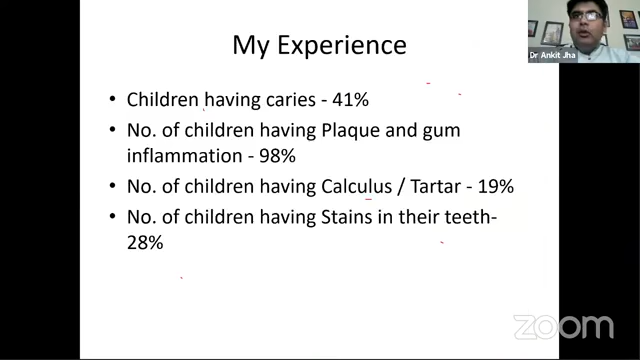 My Experience
• Children having caries - 41%
• No. of children having Plaque and gum
inflammation - 98%
• No. of children having Calculus / Tartar - 19%
• No. of children having Stains in their teeth-
28%
Dr Ankit Jha
zoom